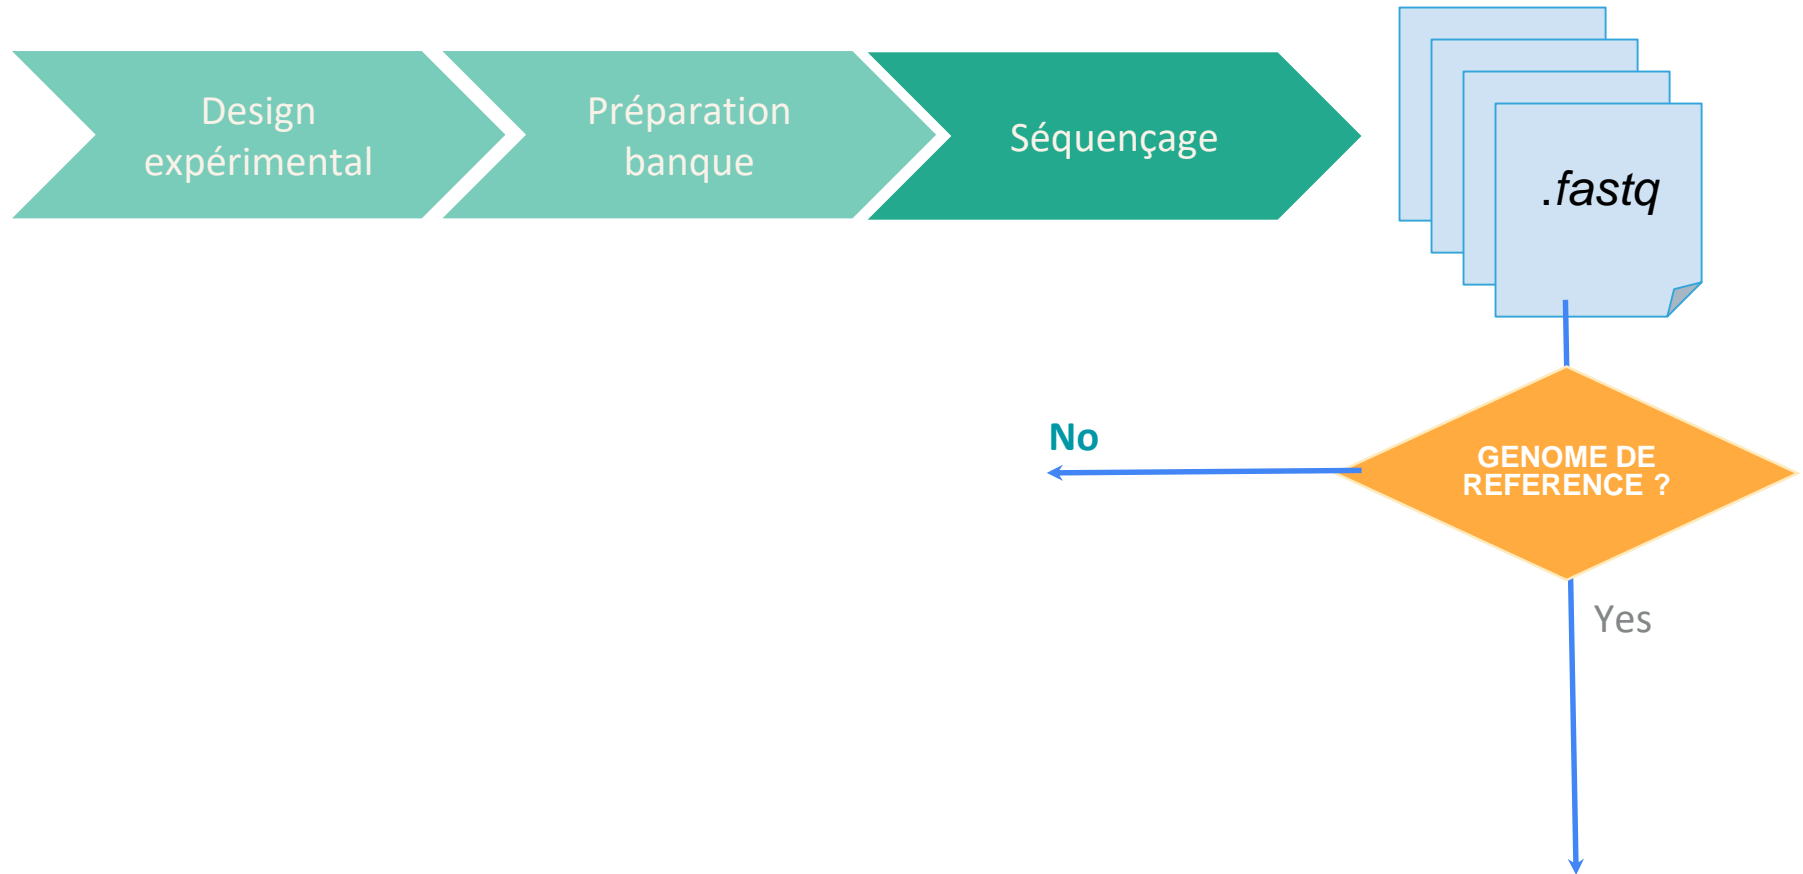 Design
expérimental
Préparation
banque
Séquençage
.fastq
No
GENOME DE
REFERENCE ?
Yes